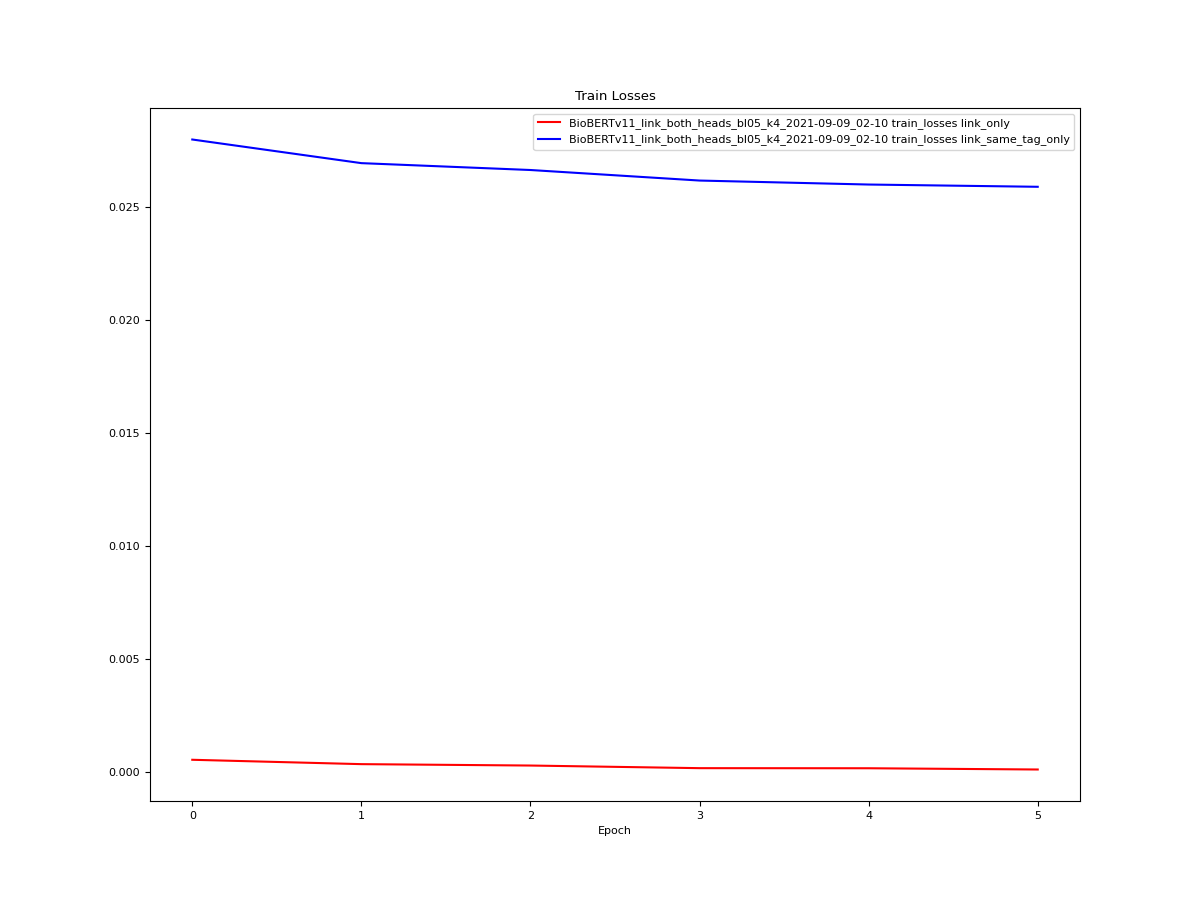 Train Losses
BioBERTv11_link_both_heads_bl05_k4_2021-09-09_02-10 train_losses link_only
BioBERTv11_link_both_heads_bl05_k4_2021-09-09_02-10 train_losses link_same_tag_only
0.025
0.020
0.015
0.010
0.005
0.000
0 1 2 3 4 5
Epoch